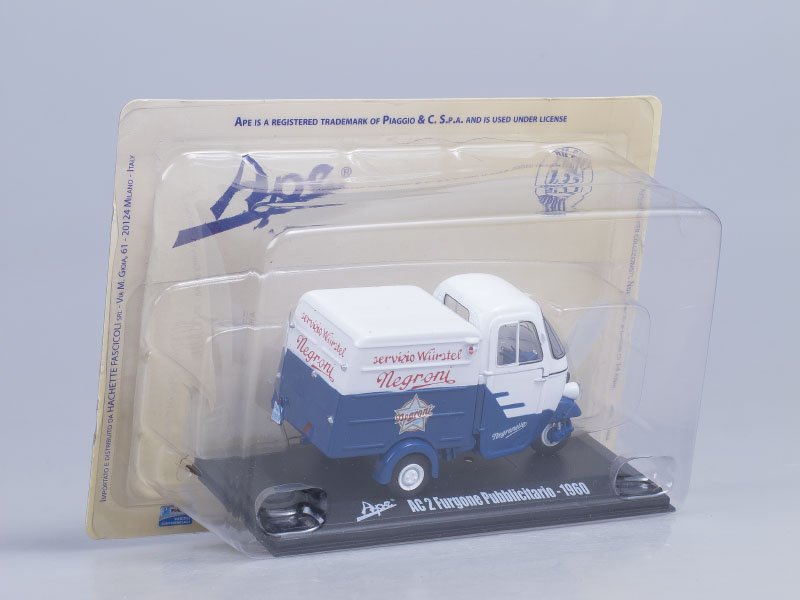 APE IS A REGISTERED TRADEMARK OF PIAGGIO & C. S.P.A. AND IS USED UNDER LICENSE
Ape®
IMPORTATO E DISTRIBUITO DA HACHETTE FASCICOLI SRL - VIA M. GIOIA, 61 - 20124 MILANO - ITALY
servizio Würstel
Negroni
servizio Würstel
Negroni
Negroni
Negronetto
Ape AC 2 Furgone Pubblicitario - 1960